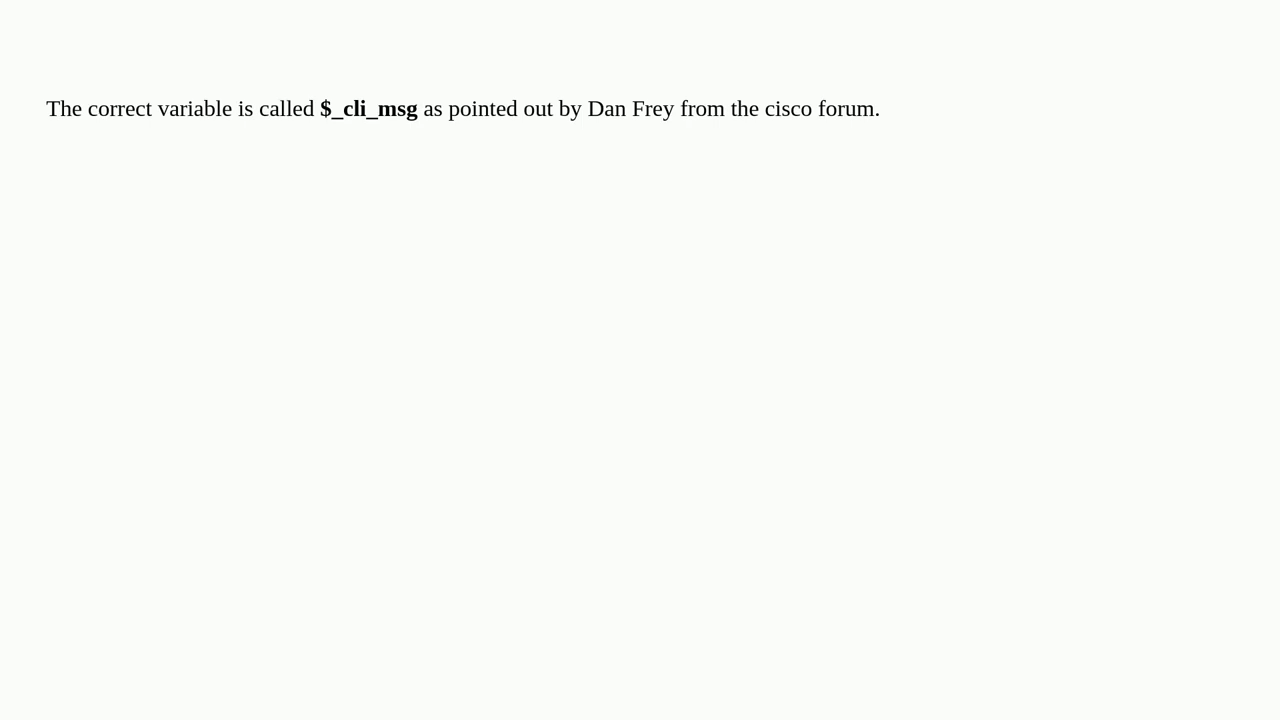 The correct variable is called $_cli_msg as pointed out by Dan Frey from the cisco forum.